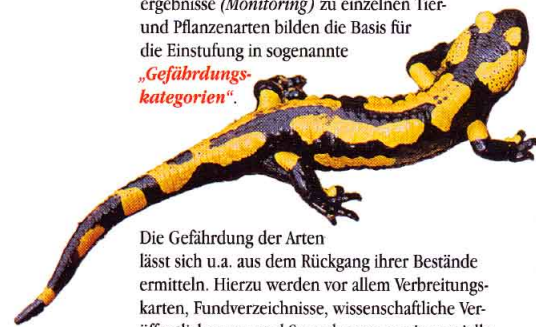 ergebnisse (Monitoring) zu einzelnen Tier-
und Pflanzenarten bilden die Basis für
die Einstufung in sogenannte
„Gefährdungs-
kategorien“.
Die Gefährdung der Arten
lässt sich u.a. aus dem Rückgang ihrer Bestände
ermitteln. Hierzu werden vor allem Verbreitungs-
karten, Fundverzeichnisse, wissenschaftliche Ver-